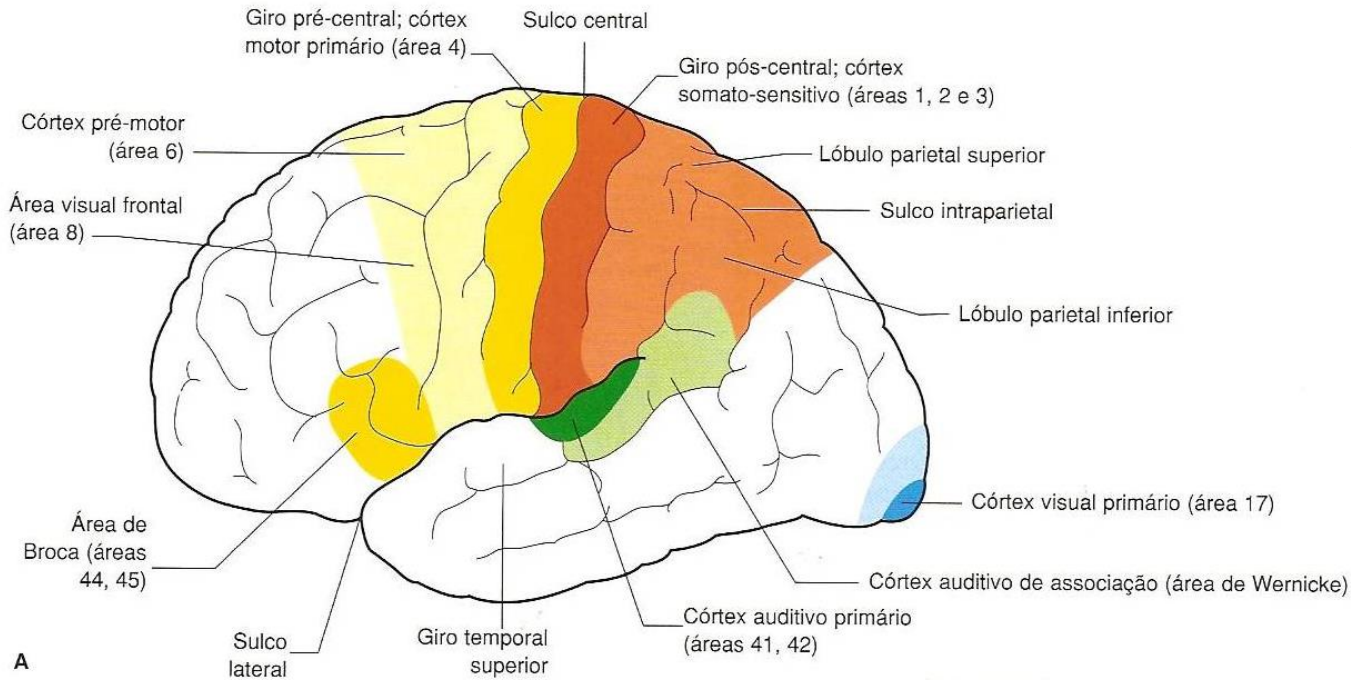 Giro pré-central; córtex
motor primário (área 4)
Sulco central
Giro pós-central; córtex
somato-sensitivo (áreas 1, 2 e 3)
Córtex pré-motor
(área 6)
Lóbulo parietal superior
Área visual frontal
(área 8)
Sulco intraparietal
Lóbulo parietal inferior
Córtex visual primário (área 17)
Área de
Broca (áreas
44, 45)
Córtex auditivo de associação (área de Wernicke)
Córtex auditivo primário
(áreas 41, 42)
Giro temporal
superior
Sulco
lateral
A